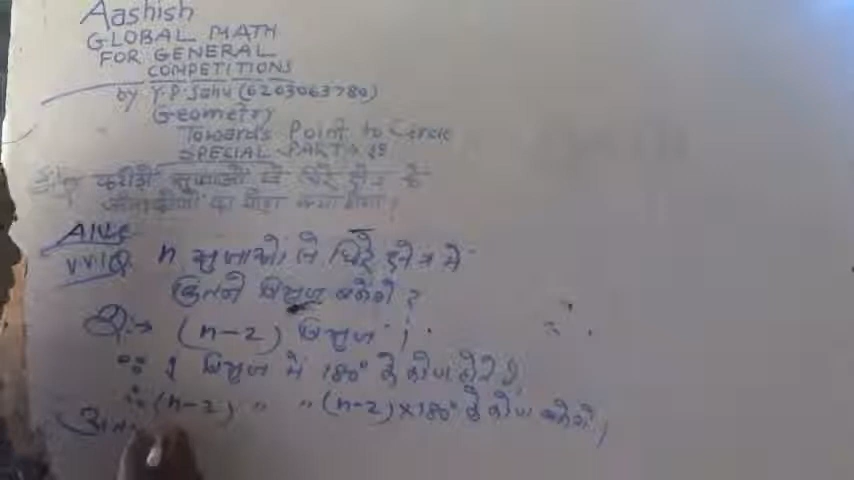 Aashish
GLOBAL MATH
FOR GENERAL
COMPETITIONS
by Y.P. Sahu (6203063780)
Geometry
Towards Point to Circle
SPECIAL PART
भुजाओं से घिरे क्षेत्र के
का योग क्या होगा?
VVIQ. n भुजाओं से घिरे क्षेत्र में
कितने त्रिभुज बनेंगे?
(n-2) त्रिभुज।
∵ 1 त्रिभुज में 180° के कोण होते हैं,
∴ (n-2) " " (n-2)×180° के कोण बनेंगे,